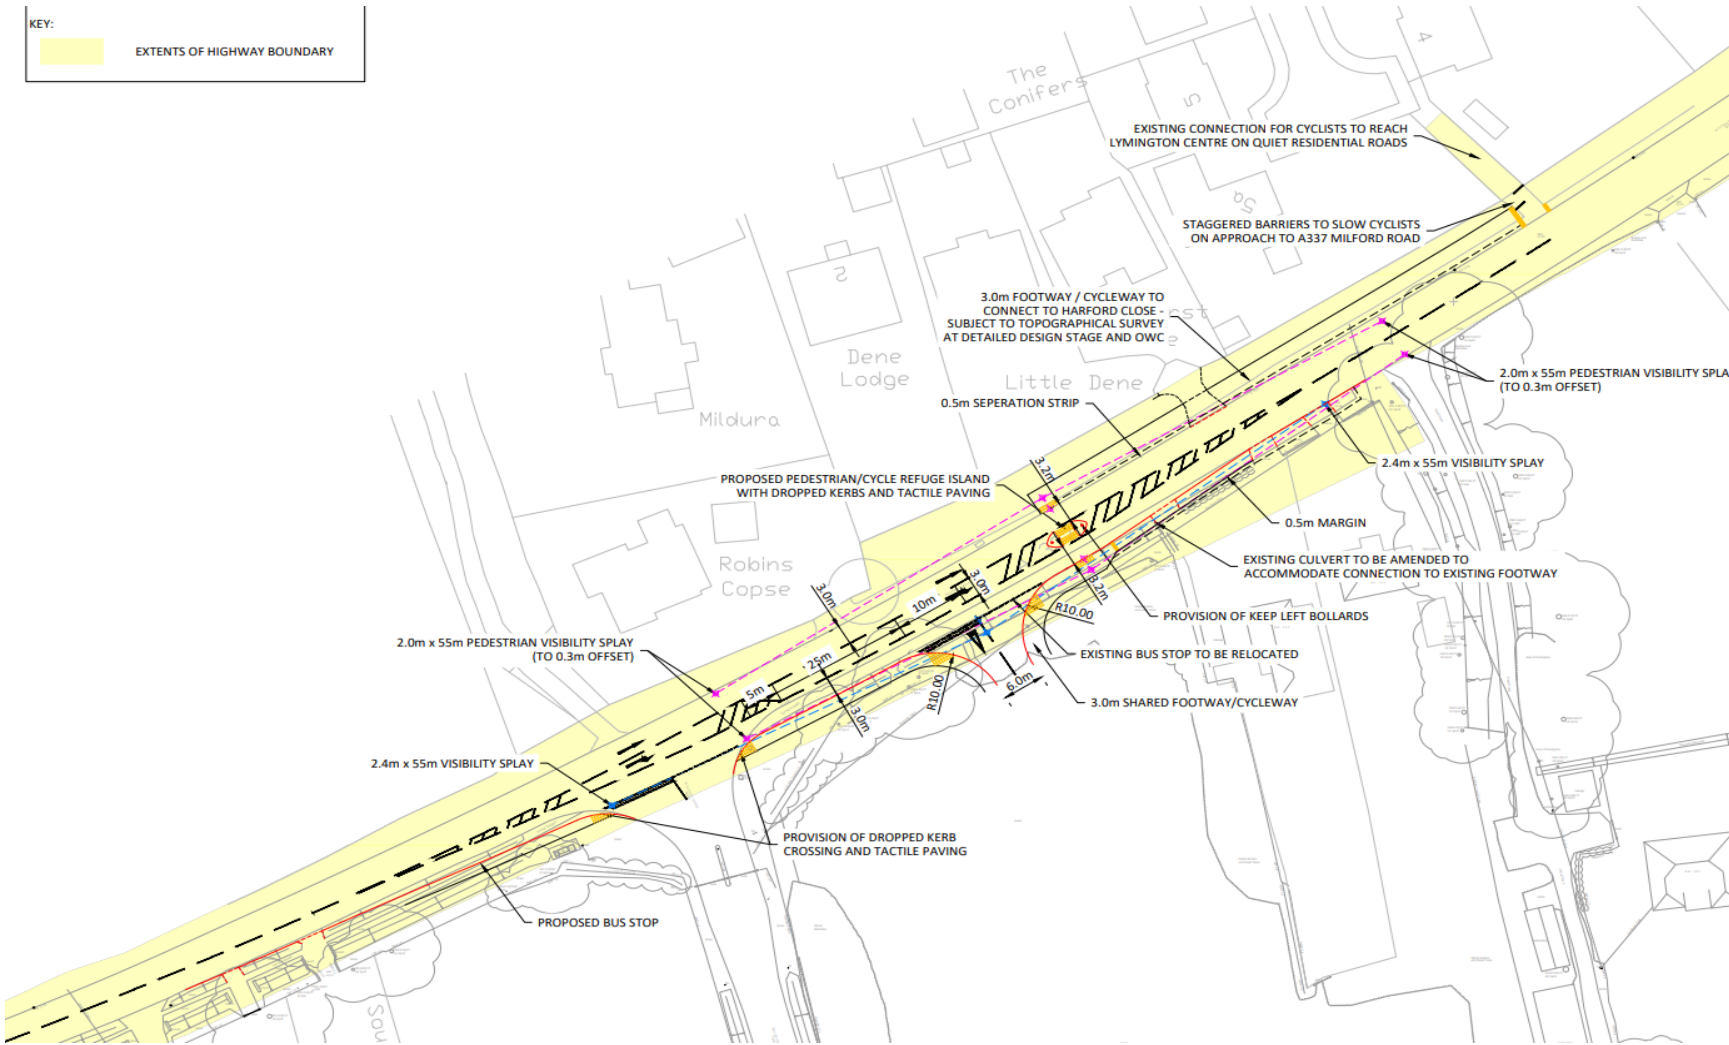 KEY:
EXTENTS OF HIGHWAY BOUNDARY
The
Conifers
4
5
5a
EXISTING CONNECTION FOR CYCLISTS TO REACH
LYMINGTON CENTRE ON QUIET RESIDENTIAL ROADS
STAGGERED BARRIERS TO SLOW CYCLISTS
ON APPROACH TO A337 MILFORD ROAD
2
3.0m FOOTWAY / CYCLEWAY TO
CONNECT TO HARFORD CLOSE -
SUBJECT TO TOPOGRAPHICAL SURVEY
AT DETAILED DESIGN STAGE AND OWC
Dene
Lodge
Little Dene
2.0m x 55m PEDESTRIAN VISIBILITY SPLA
(TO 0.3m OFFSET)
0.5m SEPERATION STRIP
Mildura
3.2m
2.4m x 55m VISIBILITY SPLAY
PROPOSED PEDESTRIAN/CYCLE REFUGE ISLAND
WITH DROPPED KERBS AND TACTILE PAVING
0.5m MARGIN
EXISTING CULVERT TO BE AMENDED TO
ACCOMMODATE CONNECTION TO EXISTING FOOTWAY
Robins
Copse
3.0m
10m
3.0m
3.2m
R10.00
PROVISION OF KEEP LEFT BOLLARDS
2.0m x 55m PEDESTRIAN VISIBILITY SPLAY
(TO 0.3m OFFSET)
25m
5m
EXISTING BUS STOP TO BE RELOCATED
6.0m
R10.00
3.0m
3.0m SHARED FOOTWAY/CYCLEWAY
2.4m x 55m VISIBILITY SPLAY
PROVISION OF DROPPED KERB
CROSSING AND TACTILE PAVING
PROPOSED BUS STOP
Sou